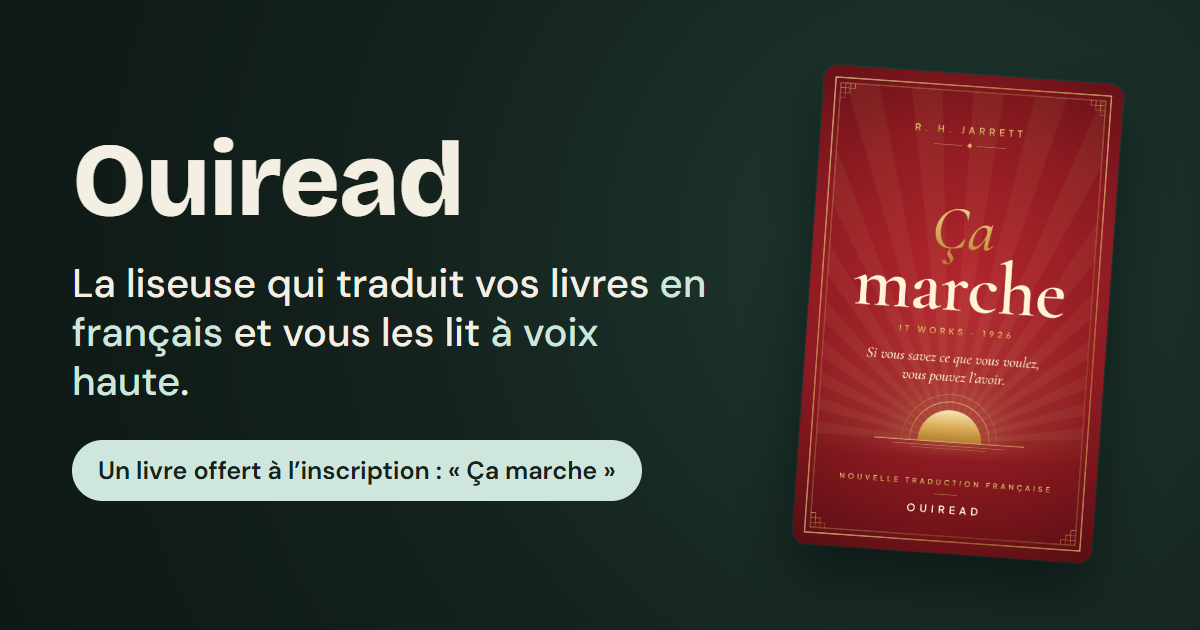 Ouiread
La liseuse qui traduit vos livres en
français et vous les lit à voix
haute.
Un livre offert à l’inscription : « Ça marche »
R. H. JARRETT
Ça
marche
IT WORKS · 1926
Si vous savez ce que vous voulez,
vous pouvez l’avoir.
NOUVELLE TRADUCTION FRANÇAISE
OUIREAD